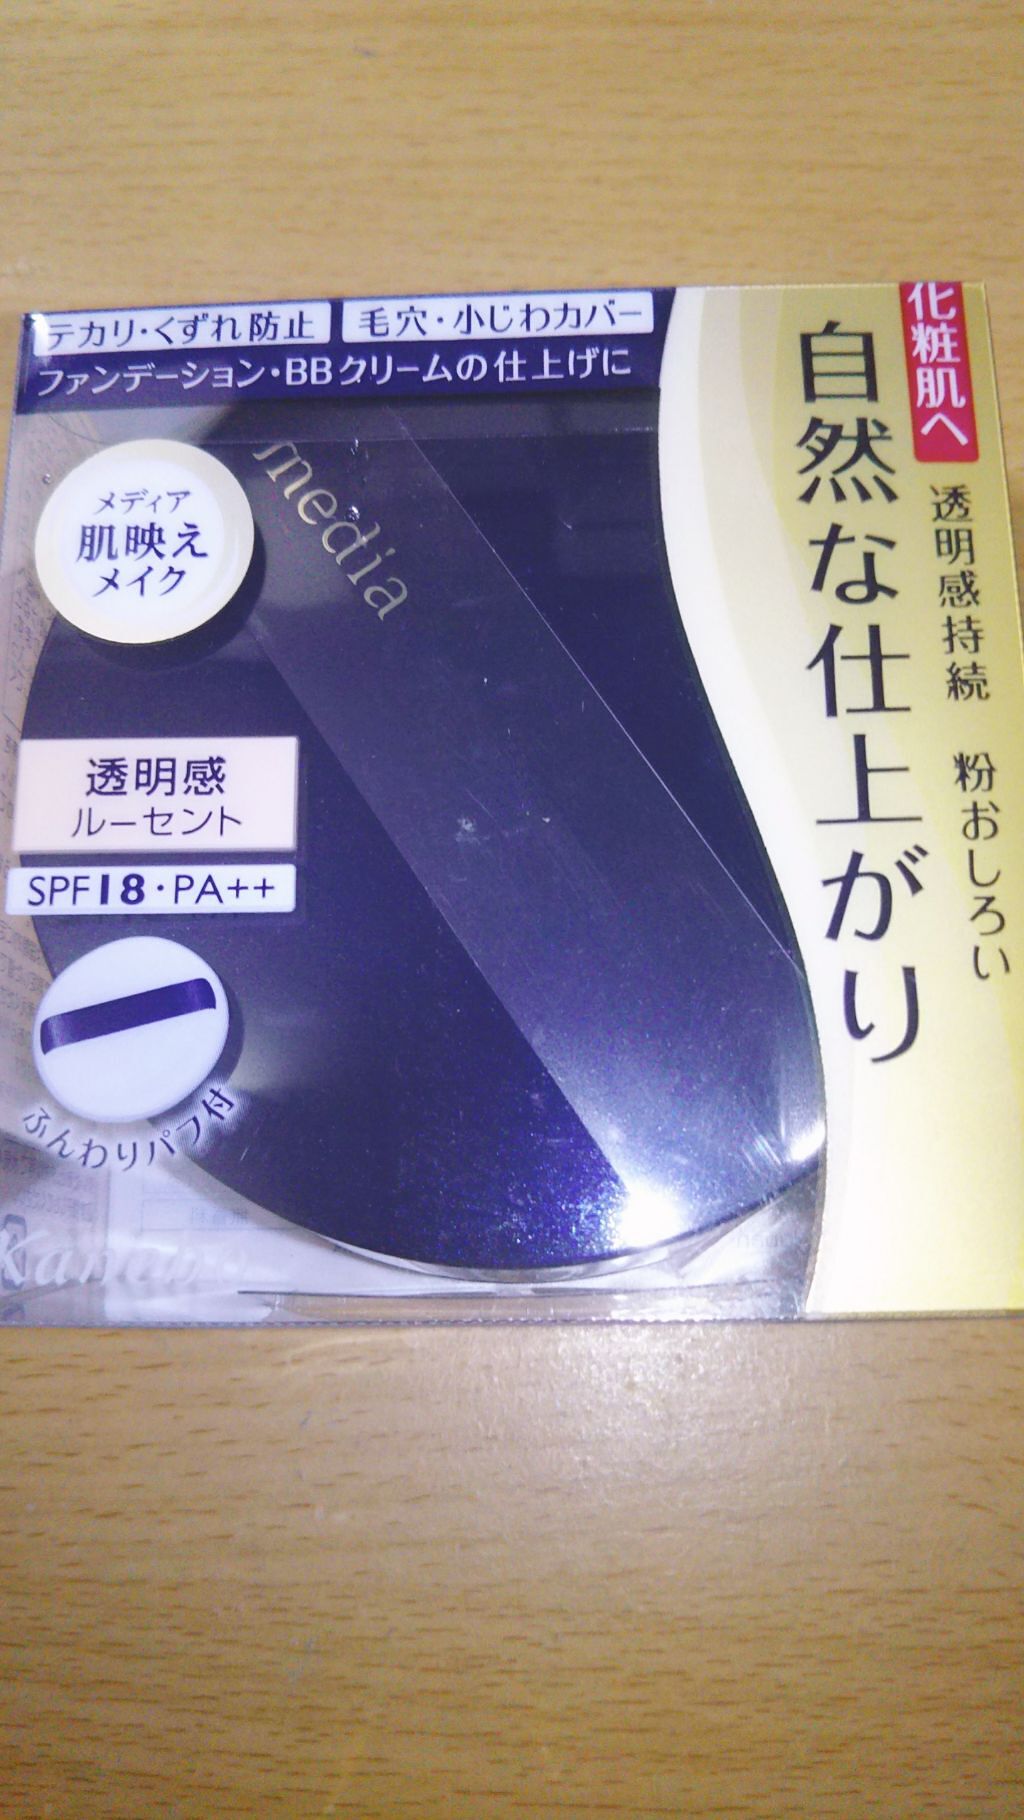 テカリ・くずれ防止
毛穴・小じわカバー
ファンデーション・BBクリームの仕上げに
化粧肌へ
自然な仕上がり
透明感持続 粉おしろい
media
メディア
肌映え
メイク
透明感
ルーセント
SPF18・PA++
ふんわりパフ付
Kanebo